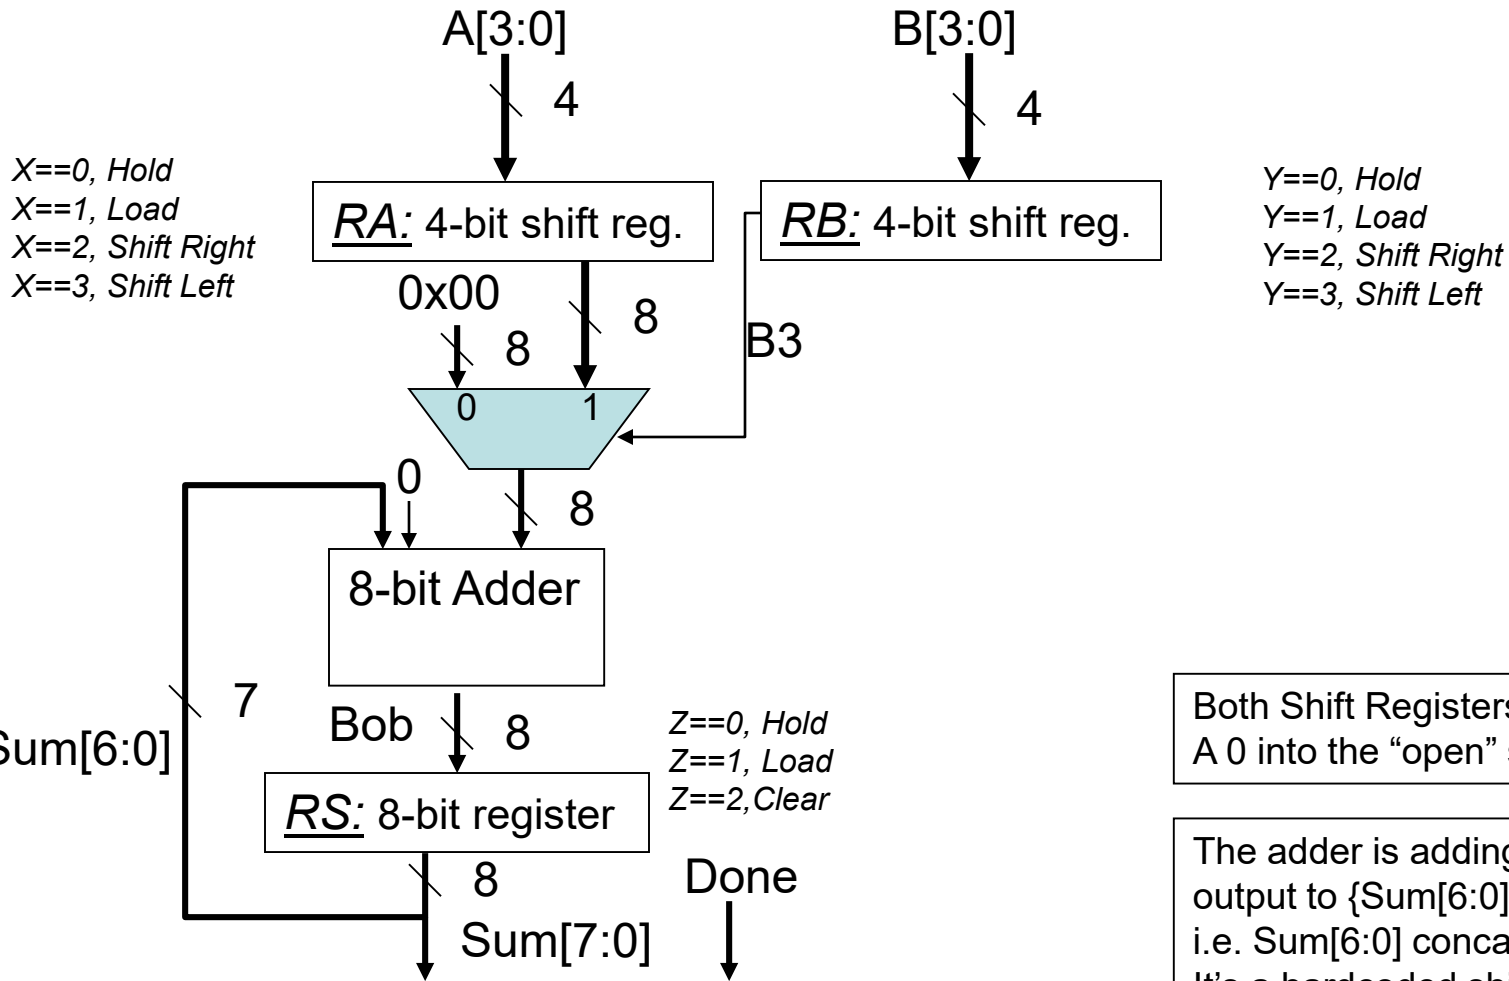 A[3:0]
B[3:0]
4
4
X==0, Hold
X==1, Load
X==2, Shift Right
X==3, Shift Left
RA: 4-bit shift reg.
RB: 4-bit shift reg.
Y==0, Hold
Y==1, Load
Y==2, Shift Right
Y==3, Shift Left
0x00
8
8
B3
0
1
0
8
8-bit Adder
7
Sum[6:0]
Bob
8
Z==0, Hold
Z==1, Load
Z==2,Clear
RS: 8-bit register
8
Done
Sum[7:0]
Both Shift Registers
A 0 into the “open”
The adder is adding
output to {Sum[6:0]
i.e. Sum[6:0]